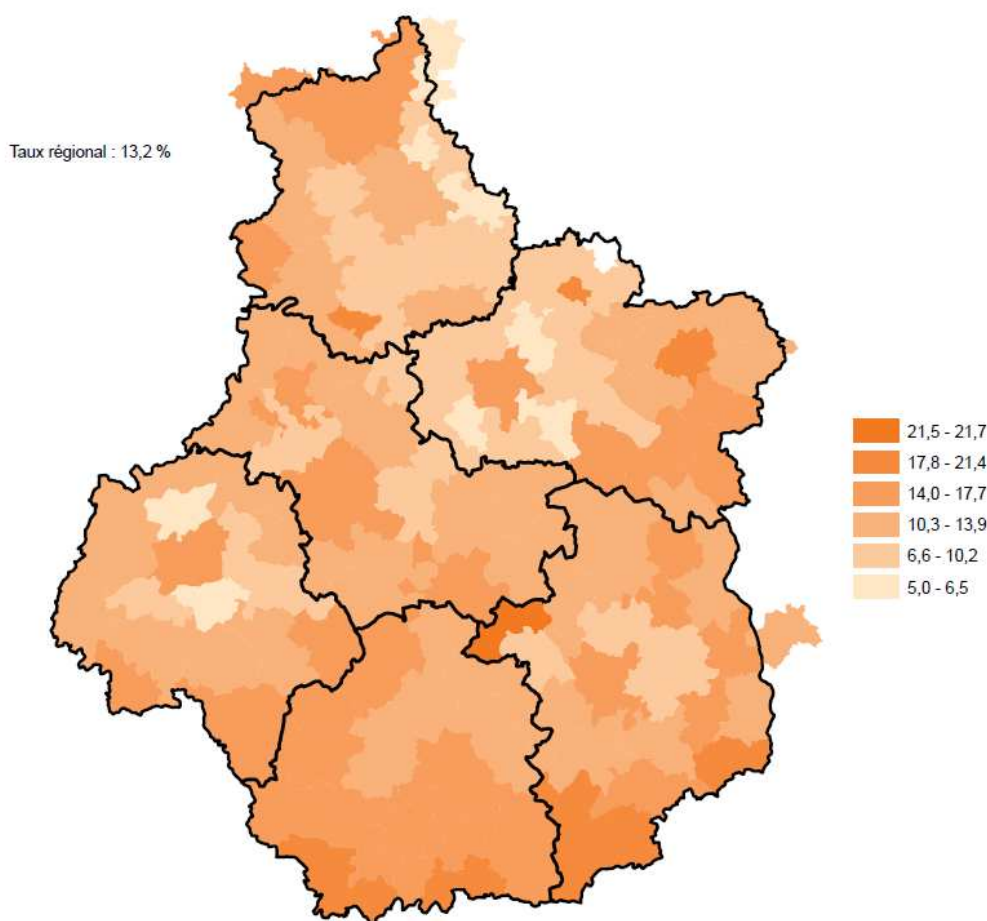 Taux régional : 13,2 %
21,5 - 21,7
17,8 - 21,4
14,0 - 17,7
10,3 - 13,9
6,6 - 10,2
5,0 - 6,5